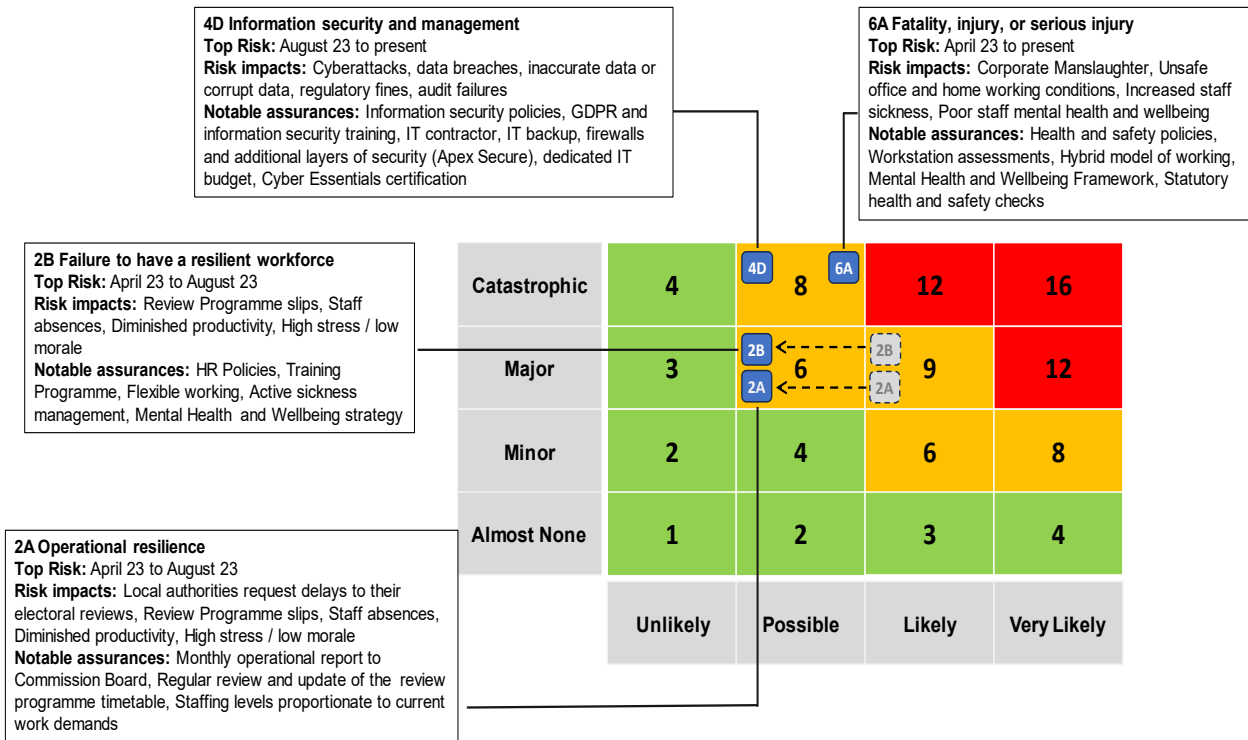 4D Information security and management
Top Risk: August 23 to present
Risk impacts: Cyberattacks, data breaches, inaccurate data or
corrupt data, regulatory fines, audit failures
Notable assurances: Information security policies, GDPR and
information security training, IT contractor, IT backup, firewalls
and additional layers of security (Apex Secure), dedicated IT
budget, Cyber Essentials certification
6A Fatality, injury, or serious injury
Top Risk: April 23 to present
Risk impacts: Corporate Manslaughter, Unsafe
office and home working conditions, Increased staff
sickness, Poor staff mental health and wellbeing
Notable assurances: Health and safety policies,
Workstation assessments, Hybrid model of working,
Mental Health and Wellbeing Framework, Statutory
health and safety checks
2B Failure to have a resilient workforce
Top Risk: April 23 to August 23
Risk impacts: Review Programme slips, Staff
absences, Diminished productivity, High stress / low
morale
Notable assurances: HR Policies, Training
Programme, Flexible working, Active sickness
management, Mental Health and Wellbeing strategy
2A Operational resilience
Top Risk: April 23 to August 23
Risk impacts: Local authorities request delays to their
electoral reviews, Review Programme slips, Staff absences,
Diminished productivity, High stress / low morale
Notable assurances: Monthly operational report to
Commission Board, Regular review and update of the review
programme timetable, Staffing levels proportionate to current
work demands
Catastrophic 4 4D 8 6A 12 16
Major 3 2B 6 2A 2B 9 2A 12
Minor 2 4 6 8
Almost None 1 2 3 4
Unlikely Possible Likely Very Likely